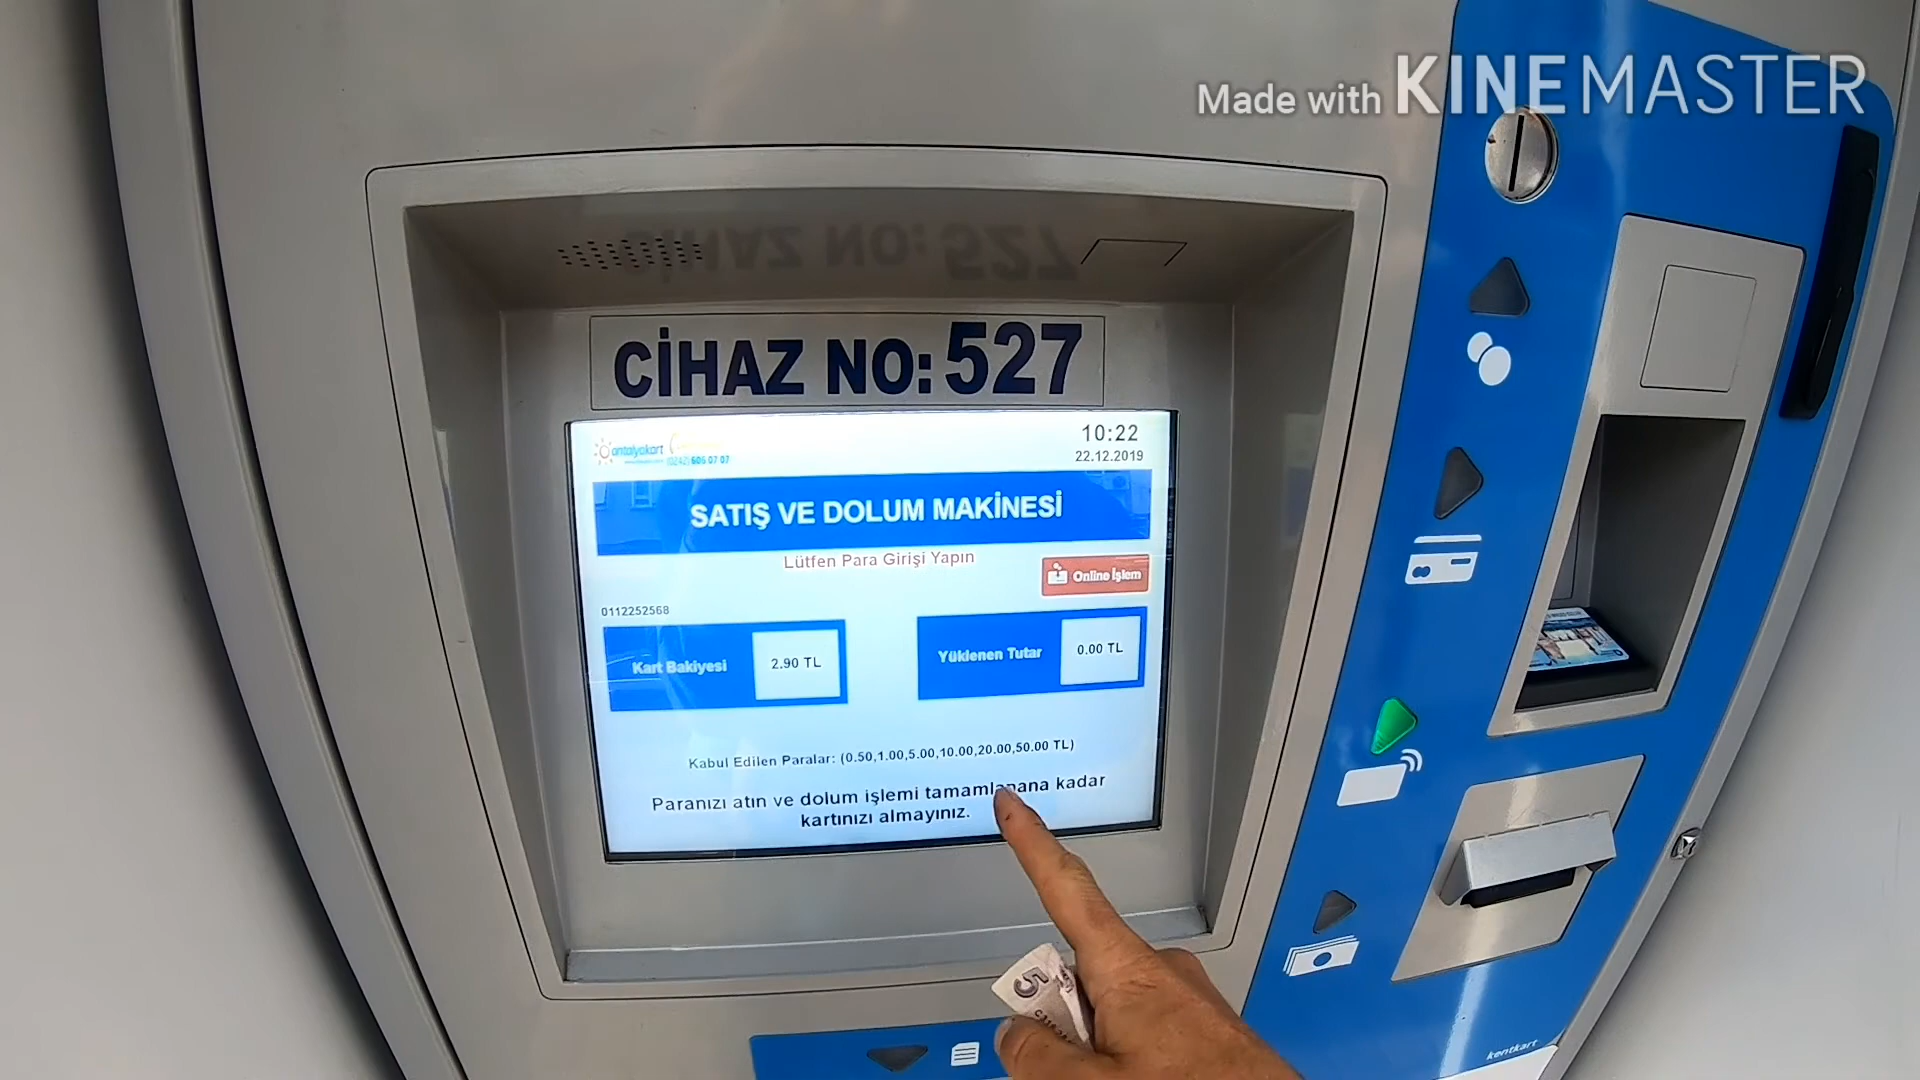 Made with KINEMASTER
CİHAZ NO: 527
antalyakart
(0242) 606 07 07
10:22
22.12.2019
SATIŞ VE DOLUM MAKİNESİ
Lütfen Para Girişi Yapın
Online İşlem
0112252568
Kart Bakiyesi
2.90 TL
Yüklenen Tutar
0.00 TL
Kabul Edilen Paralar: (0.50,1.00,5.00,10.00,20.00,50.00 TL)
Paranızı atın ve dolum işlemi tamamlanana kadar
kartınızı almayınız.
5
kentkart